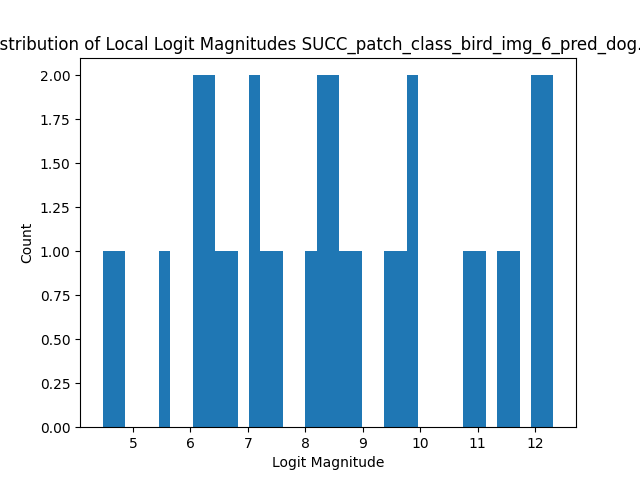 stribution of Local Logit Magnitudes SUCC_patch_class_bird_img_6_pred_dog.
2.00
1.75
1.50
1.25
1.00
0.75
0.50
0.25
0.00
Count
5 6 7 8 9 10 11 12
Logit Magnitude